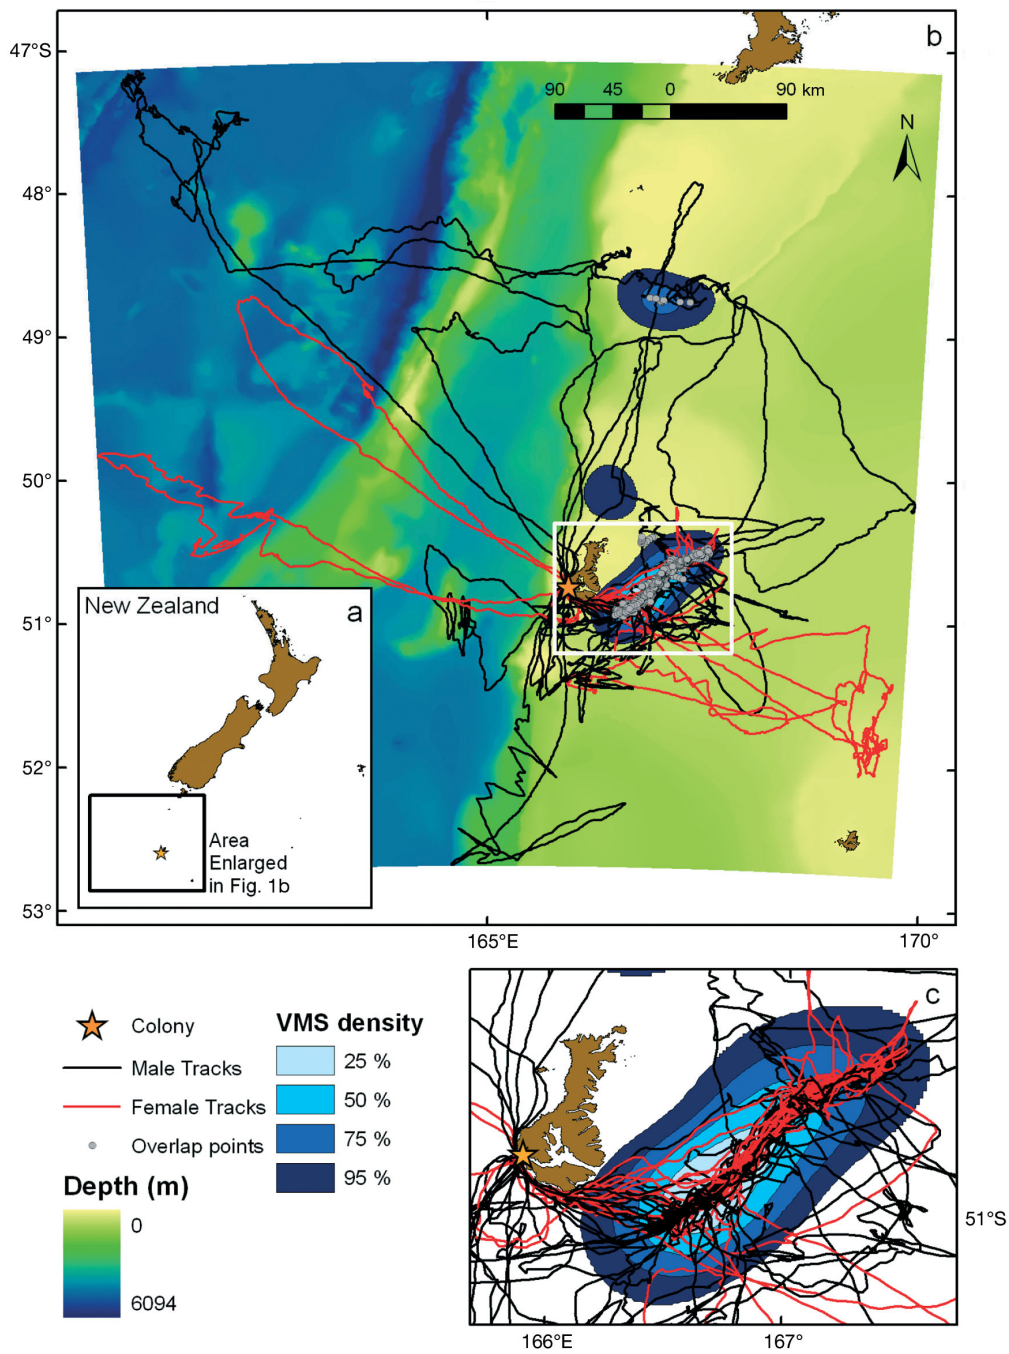 b
47°S
90 45 0 90 km
N
48°
49°
50°
51°
52°
53°
165°E 170°
New Zealand a
Area
Enlarged
in Fig. 1b
c
51°S
166°E 167°
Colony
Male Tracks
Female Tracks
Overlap points
Depth (m)
0
6094
VMS density
25 %
50 %
75 %
95 %